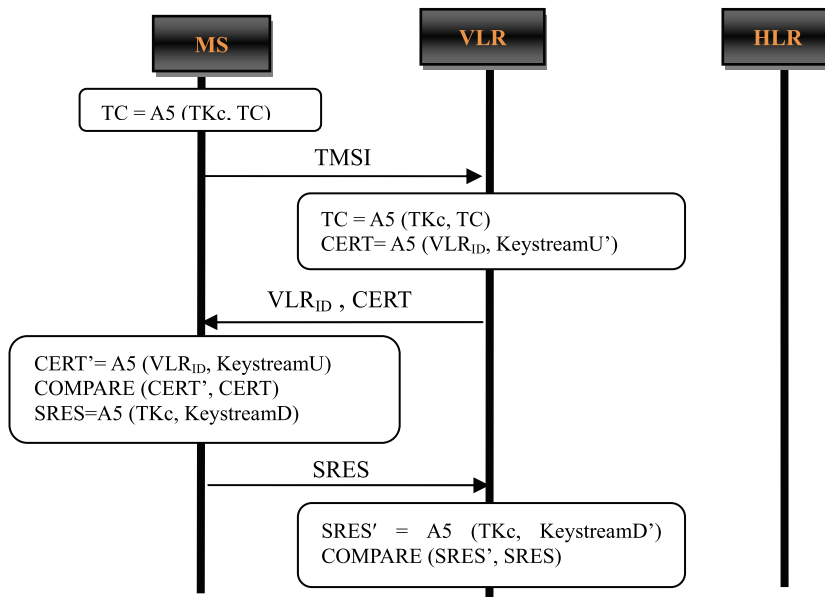 MS
VLR
HLR
TC = A5 (TKc, TC)
TMSI
TC = A5 (TKc, TC)
CERT= A5 (VLRID, KeystreamU’)
VLRID , CERT
CERT’= A5 (VLRID, KeystreamU)
COMPARE (CERT’, CERT)
SRES=A5 (TKc, KeystreamD)
SRES
SRES′ = A5 (TKc, KeystreamD’)
COMPARE (SRES’, SRES)